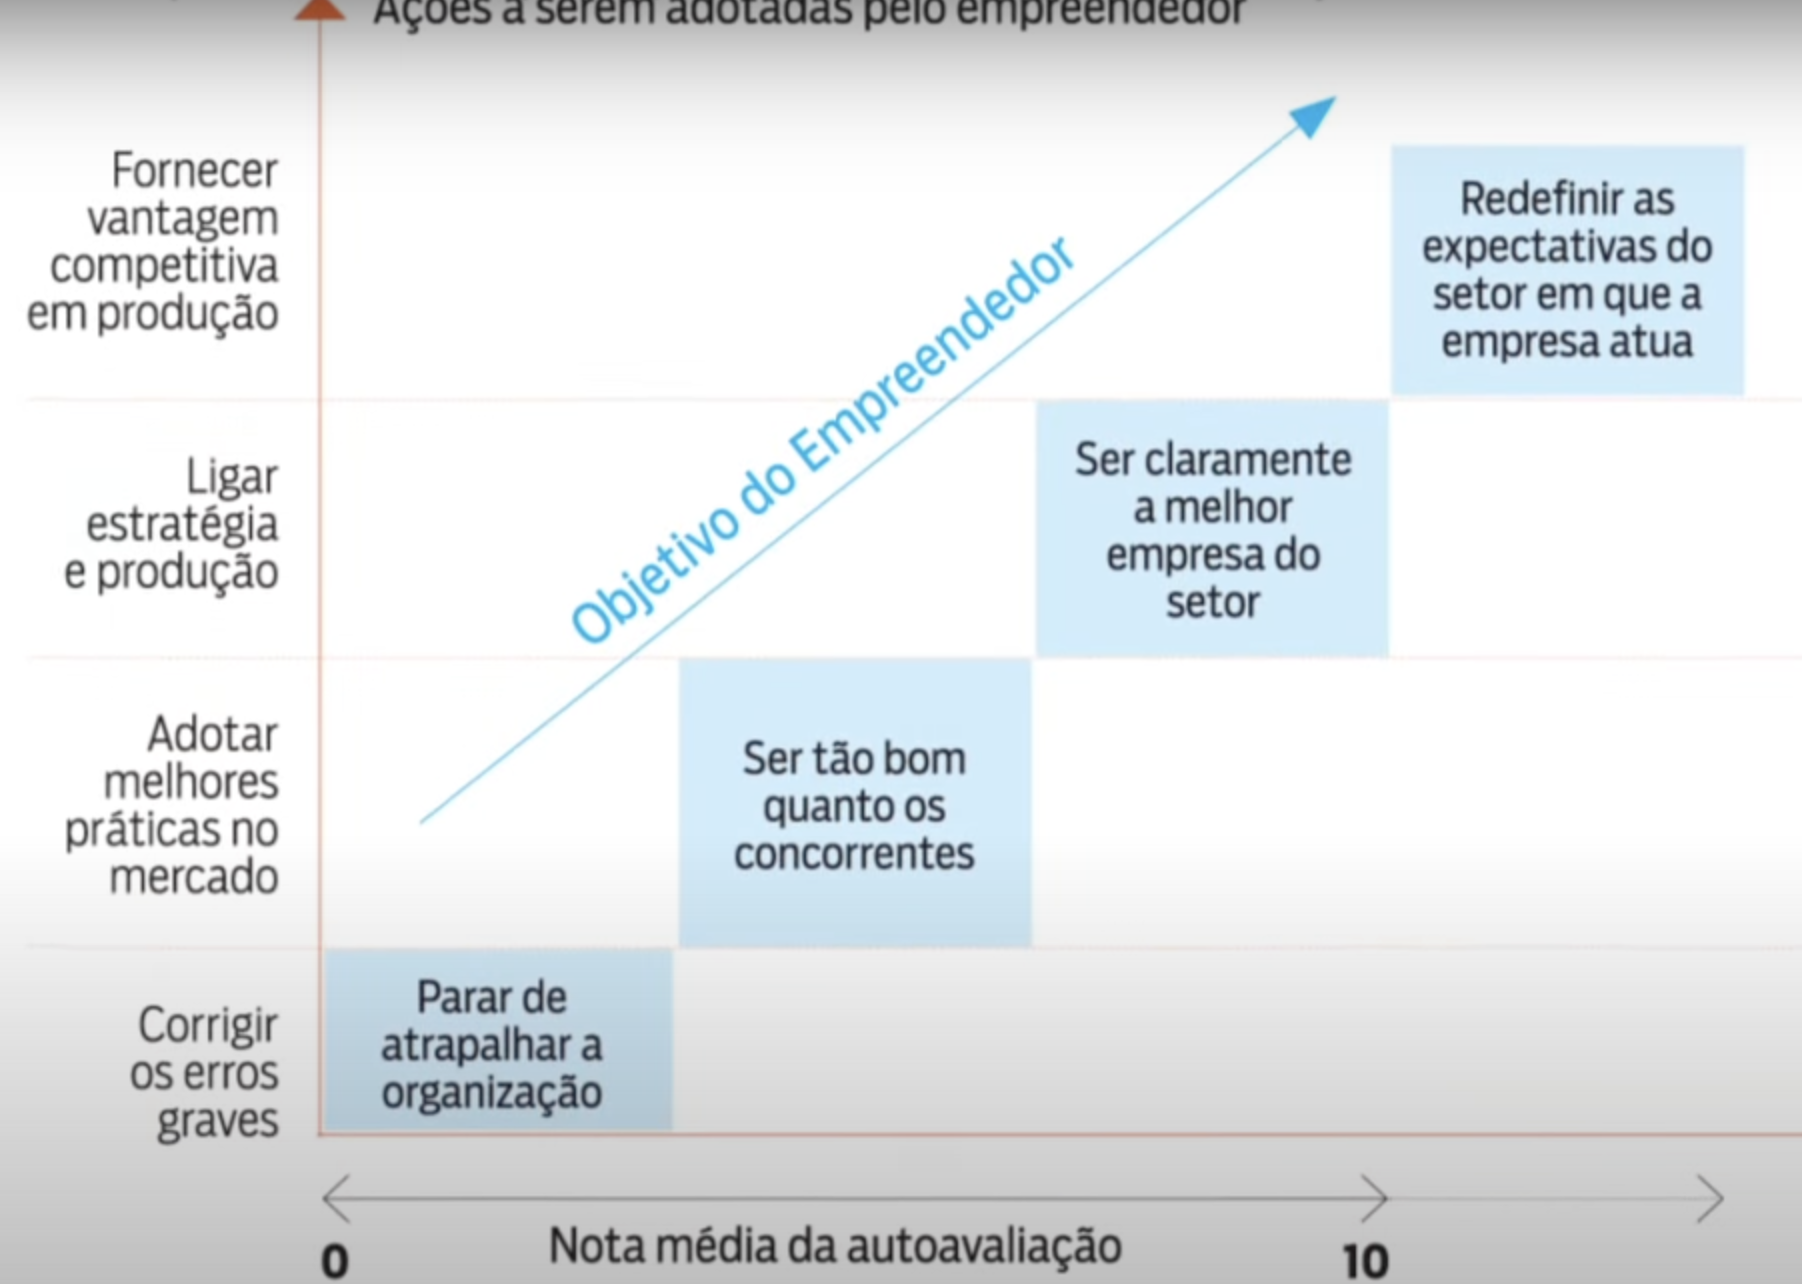 Ações a serem adotadas pelo empreendedor
Fornecer
vantagem
competitiva
em produção
Redefinir as
expectativas do
setor em que a
empresa atua
Objetivo do Empreendedor
Ligar
estratégia
e produção
Ser claramente
a melhor
empresa do
setor
Adotar
melhores
práticas no
mercado
Ser tão bom
quanto os
concorrentes
Corrigir
os erros
graves
Parar de
atrapalhar a
organização
Nota média da autoavaliação
0
10